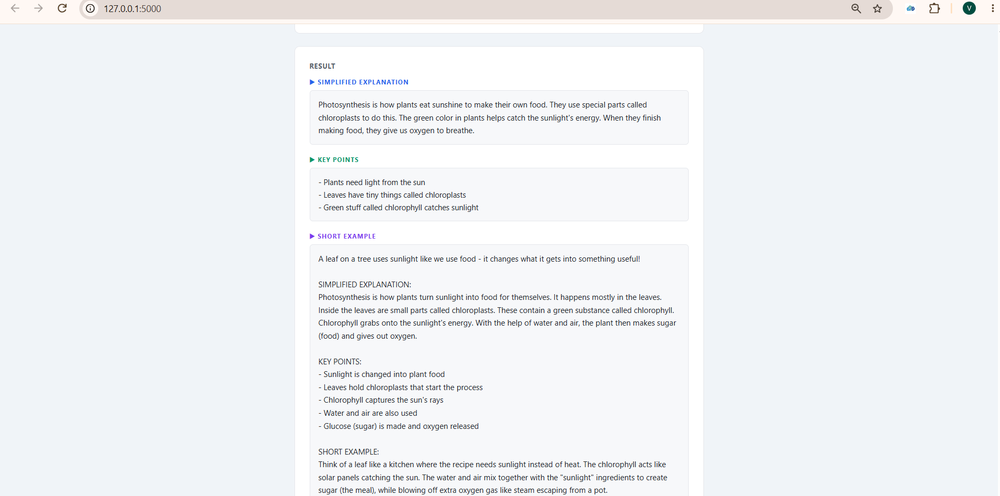 127.0.0.1:5000
V
RESULT
▶ SIMPLIFIED EXPLANATION
Photosynthesis is how plants eat sunshine to make their own food. They use special parts called
chloroplasts to do this. The green color in plants helps catch the sunlight's energy. When they finish
making food, they give us oxygen to breathe.
▶ KEY POINTS
- Plants need light from the sun
- Leaves have tiny things called chloroplasts
- Green stuff called chlorophyll catches sunlight
▶ SHORT EXAMPLE
A leaf on a tree uses sunlight like we use food - it changes what it gets into something useful!
SIMPLIFIED EXPLANATION:
Photosynthesis is how plants turn sunlight into food for themselves. It happens mostly in the leaves.
Inside the leaves are small parts called chloroplasts. These contain a green substance called chlorophyll.
Chlorophyll grabs onto the sunlight's energy. With the help of water and air, the plant then makes sugar
(food) and gives out oxygen.
KEY POINTS:
- Sunlight is changed into plant food
- Leaves hold chloroplasts that start the process
- Chlorophyll captures the sun's rays
- Water and air are also used
- Glucose (sugar) is made and oxygen released
SHORT EXAMPLE:
Think of a leaf like a kitchen where the recipe needs sunlight instead of heat. The chlorophyll acts like
solar panels catching the sun. The water and air mix together with the "sunlight" ingredients to create
sugar (the meal), while blowing off extra oxygen gas like steam escaping from a pot.